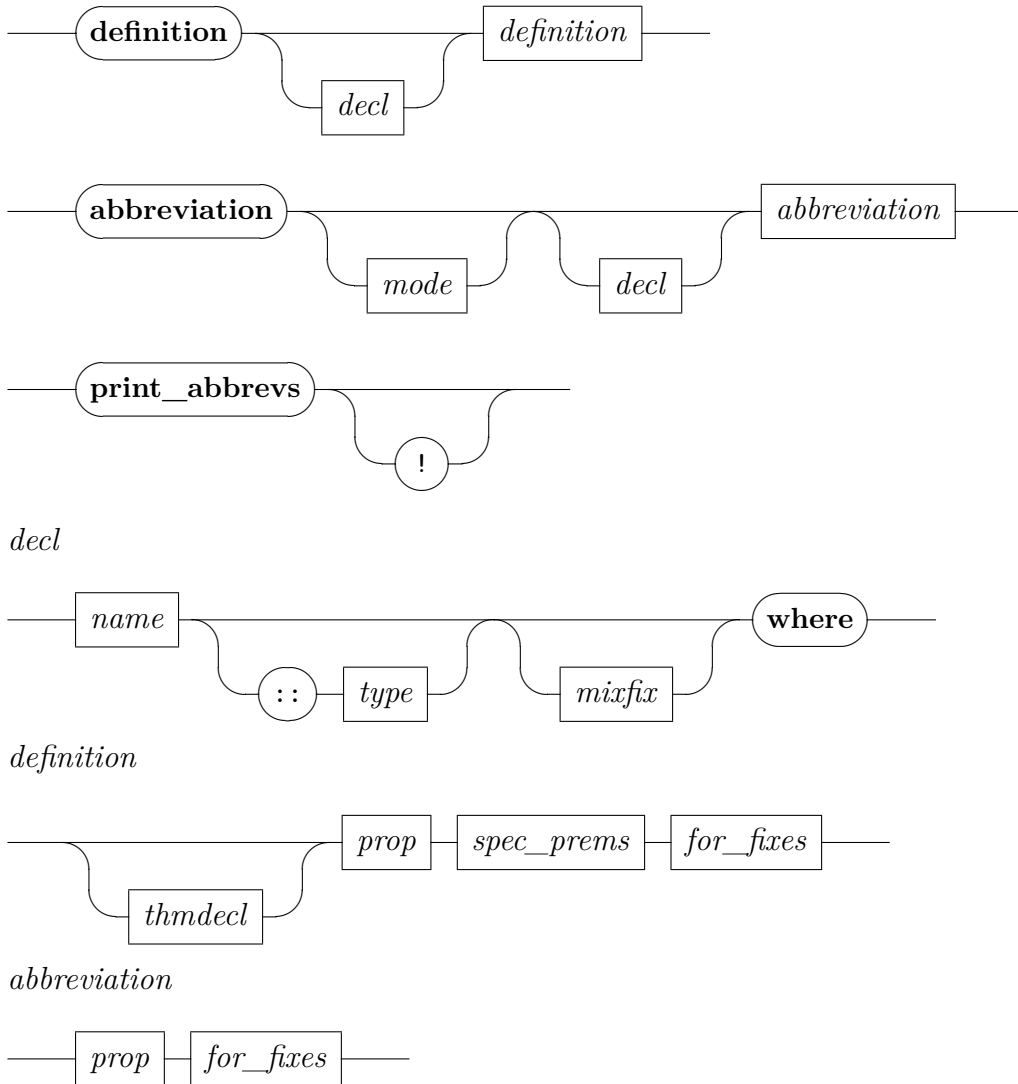 definition definition
decl
abbreviation abbreviation
mode decl
print_abbrevs
!
decl
name where
:: type mixfix
definition
prop spec_prems for_fixes
thmdecl
abbreviation
prop for_fixes